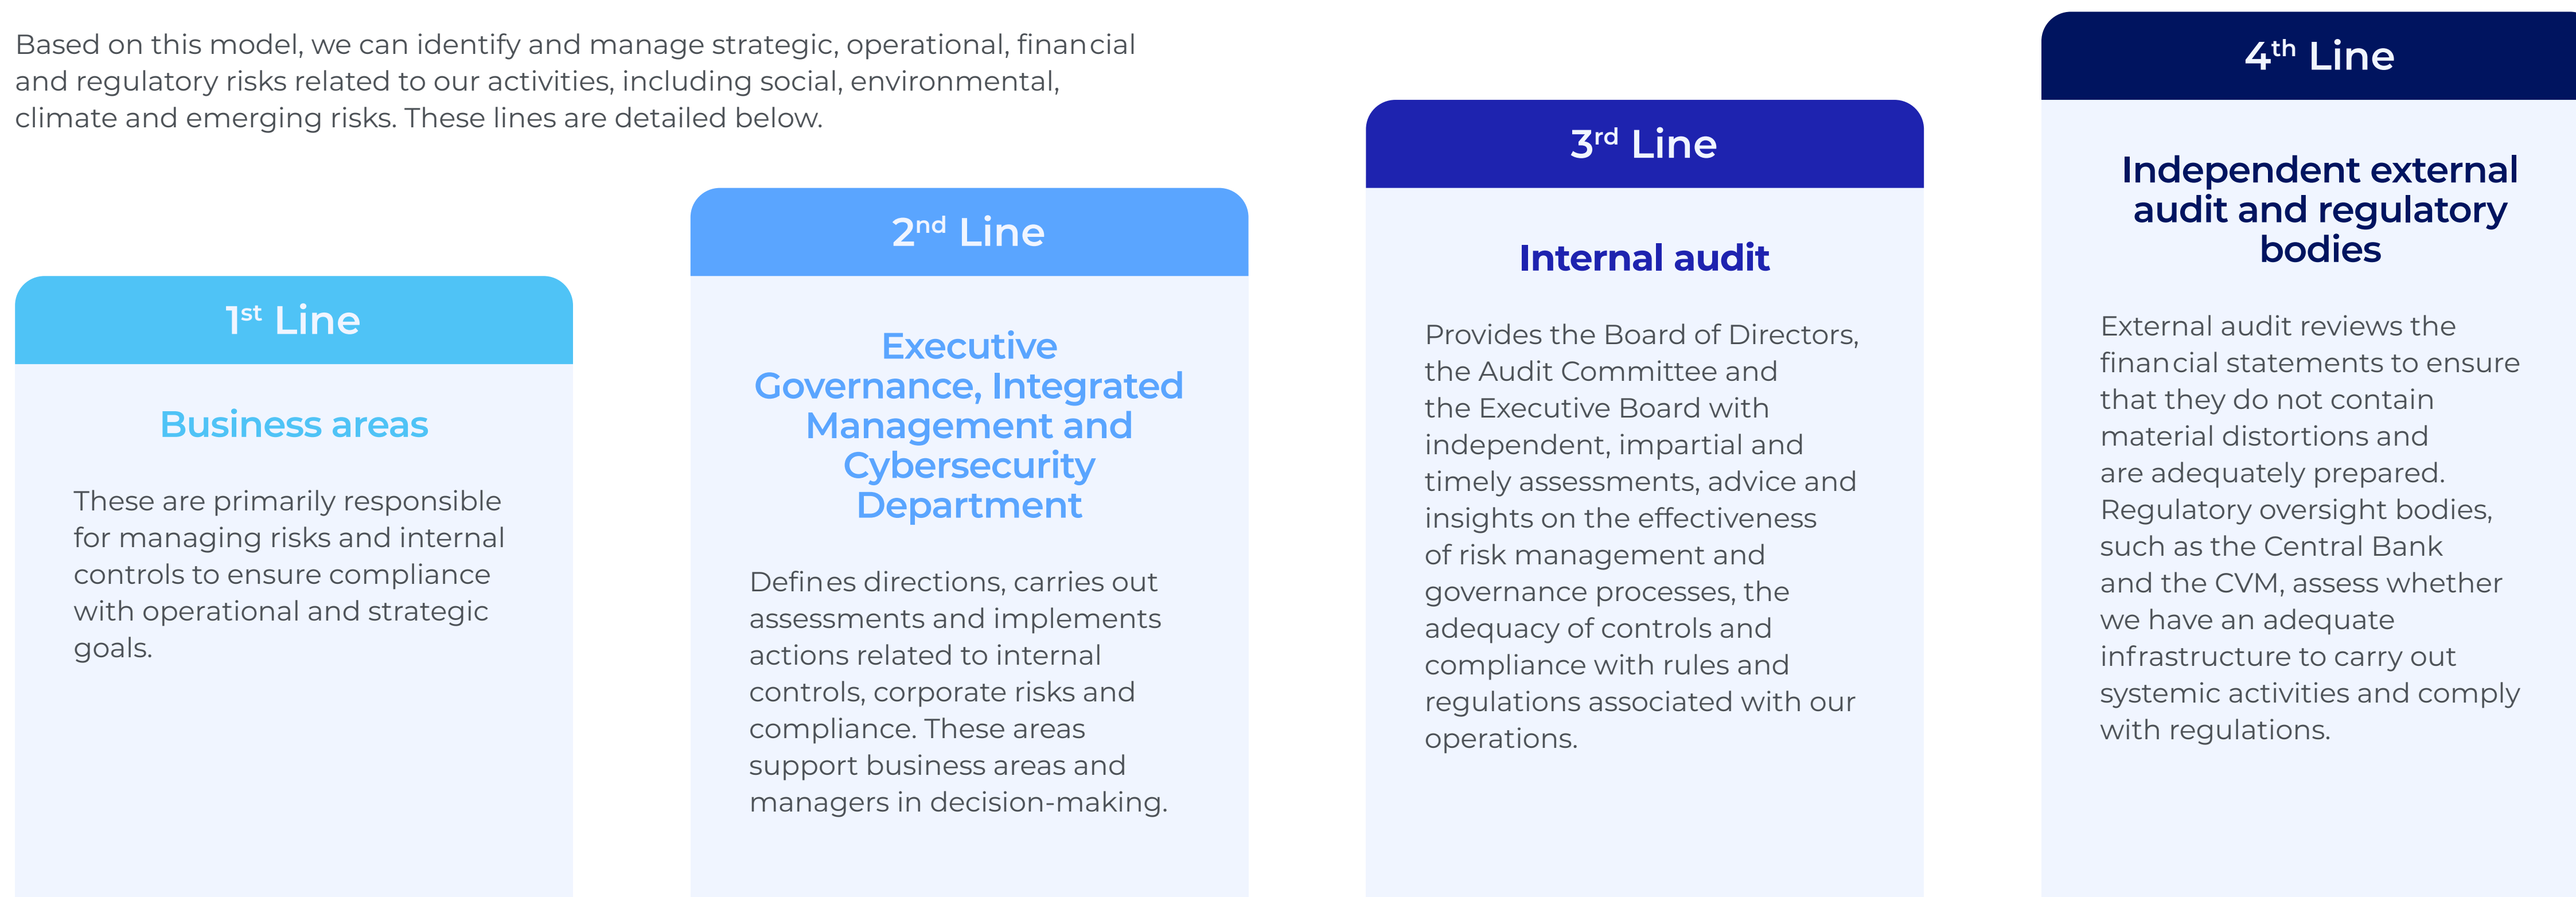 Based on this model, we can identify and manage strategic, operational, financial
and regulatory risks related to our activities, including social, environmental,
climate and emerging risks. These lines are detailed below.
1st Line
Business areas
These are primarily responsible
for managing risks and internal
controls to ensure compliance
with operational and strategic
goals.
2nd Line
Executive
Governance, Integrated
Management and
Cybersecurity
Department
Defines directions, carries out
assessments and implements
actions related to internal
controls, corporate risks and
compliance. These areas
support business areas and
managers in decision-making.
3rd Line
Internal audit
Provides the Board of Directors,
the Audit Committee and
the Executive Board with
independent, impartial and
timely assessments, advice and
insights on the effectiveness
of risk management and
governance processes, the
adequacy of controls and
compliance with rules and
regulations associated with our
operations.
4th Line
Independent external
audit and regulatory
bodies
External audit reviews the
financial statements to ensure
that they do not contain
material distortions and
are adequately prepared.
Regulatory oversight bodies,
such as the Central Bank
and the CVM, assess whether
we have an adequate
infrastructure to carry out
systemic activities and comply
with regulations.